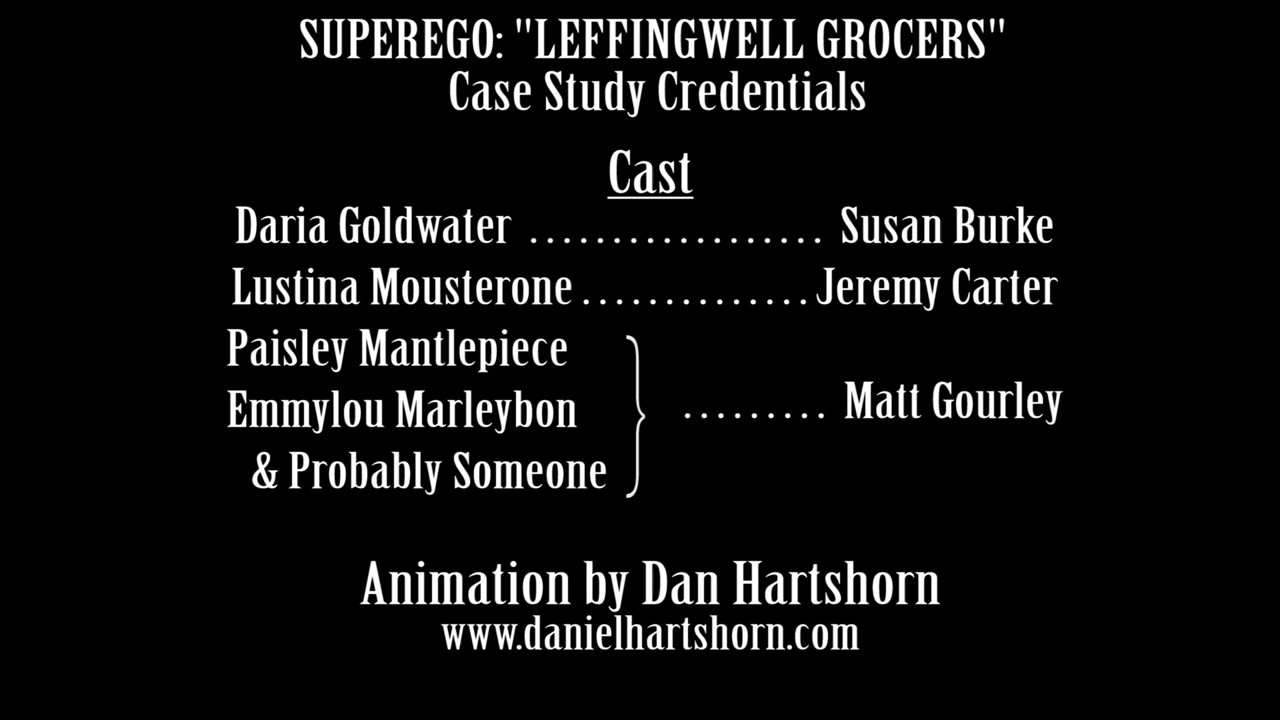 SUPEREGO: "LEFFINGWELL GROCERS"
Case Study Credentials
Cast
Daria Goldwater .................. Susan Burke
Lustina Mousterone .............. Jeremy Carter
Paisley Mantlepiece
Emmylou Marleybon
& Probably Someone
......... Matt Gourley
Animation by Dan Hartshorn
www.danielhartshorn.com